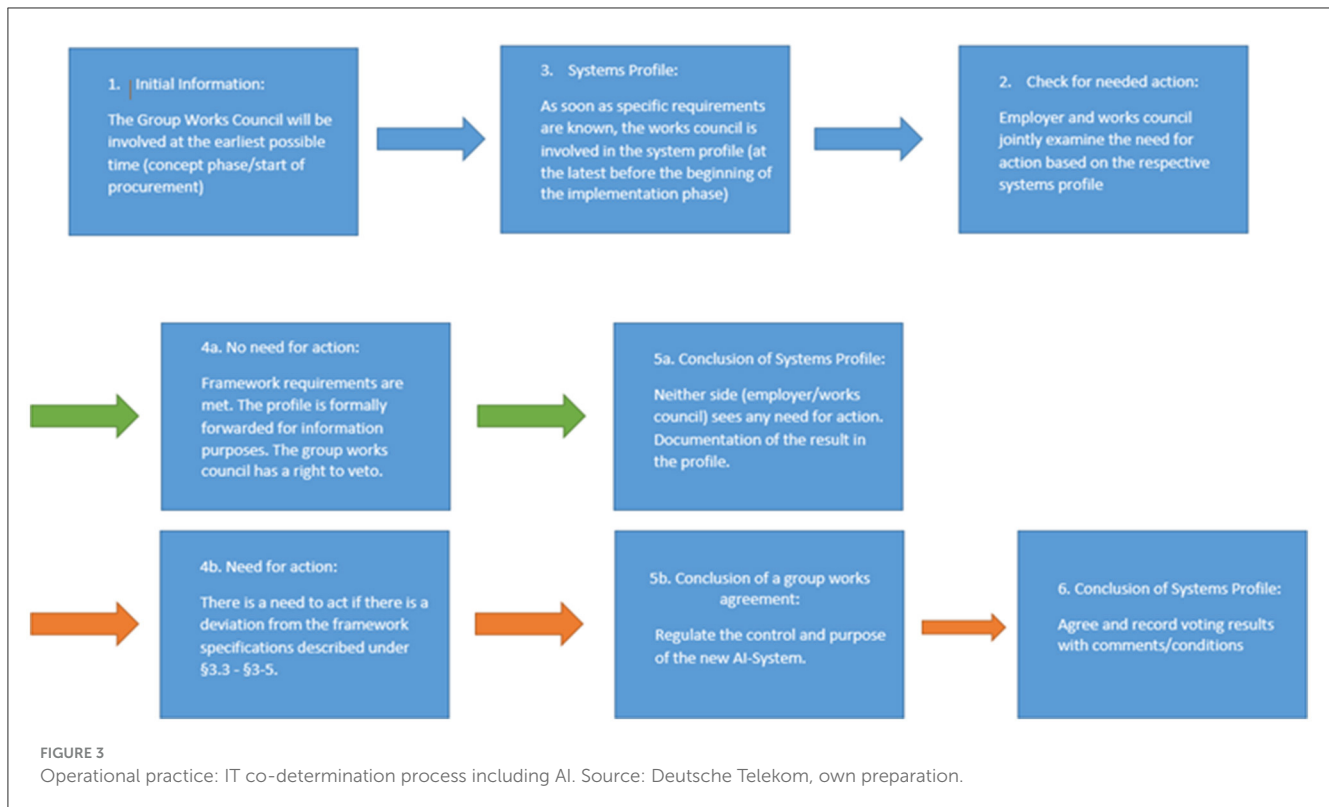 1. Initial Information:
The Group Works Council will be
involved at the earliest possible
time (concept phase/start of
procurement)
3. Systems Profile:
As soon as specific requirements
are known, the works council is
involved in the system profile (at
the latest before the beginning of
the implementation phase)
2. Check for needed action:
Employer and works council
jointly examine the need for
action based on the respective
systems profile
4a. No need for action:
Framework requirements are
met. The profile is formally
forwarded for information
purposes. The group works
council has a right to veto.
5a. Conclusion of Systems Profile:
Neither side (employer/works
council) sees any need for action.
Documentation of the result in
the profile.
4b. Need for action:
There is a need to act if there is a
deviation from the framework
specifications described under
§3.3 - §3-5.
5b. Conclusion of a group works
agreement:
Regulate the control and purpose
of the new AI-System.
6. Conclusion of Systems Profile:
Agree and record voting results
with comments/conditions
FIGURE 3
Operational practice: IT co-determination process including AI. Source: Deutsche Telekom, own preparation.